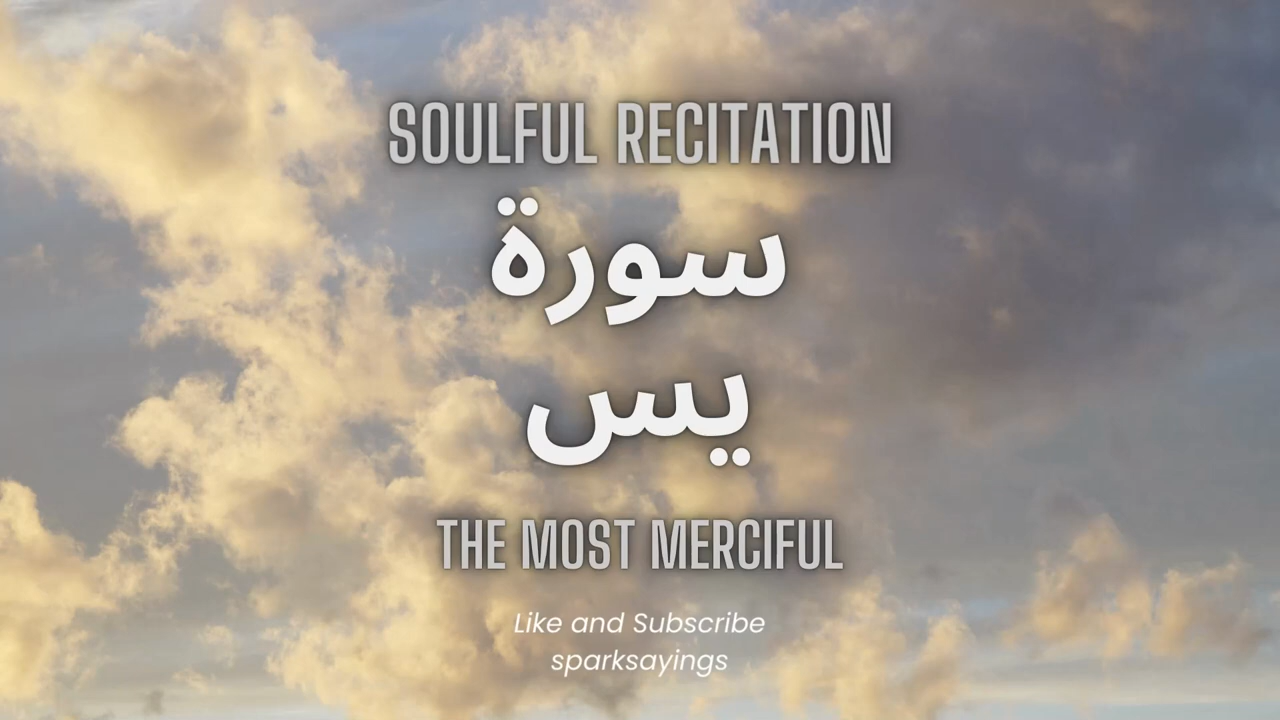 SOULFUL RECITATION
سورة
يس
THE MOST MERCIFUL
Like and Subscribe
sparksayings